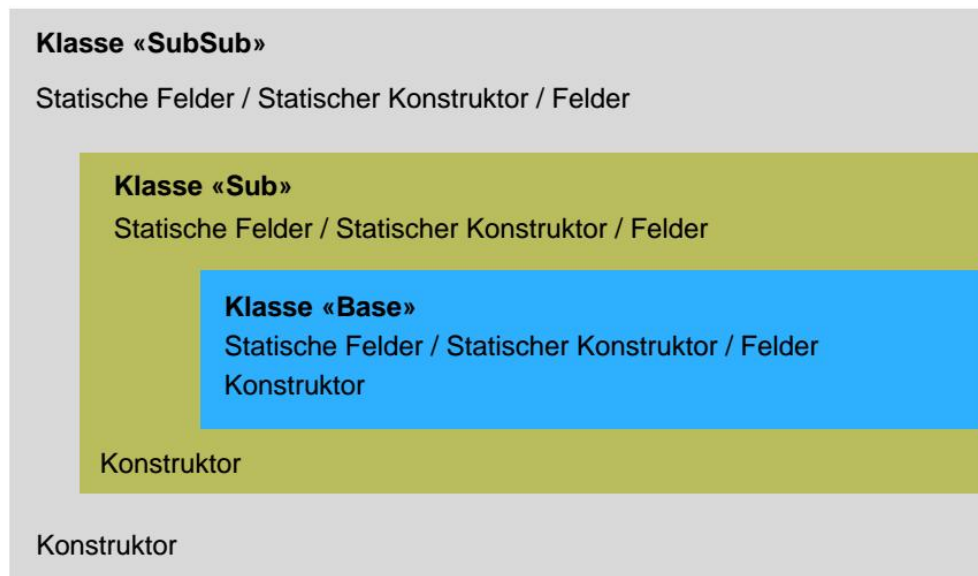 Klasse «SubSub»
Statische Felder / Statischer Konstruktor / Felder
Klasse «Sub»
Statische Felder / Statischer Konstruktor / Felder
Klasse «Base»
Statische Felder / Statischer Konstruktor / Felder
Konstruktor
Konstruktor
Konstruktor